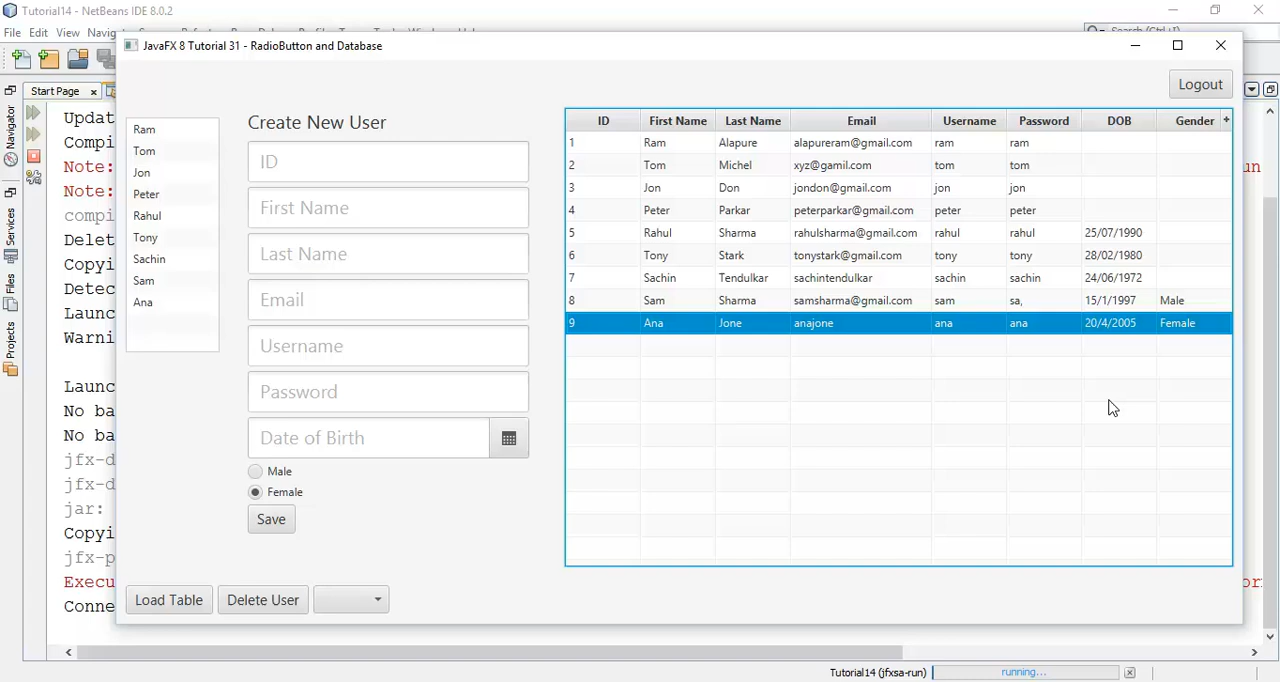 Tutorial14 - NetBeans IDE 8.0.2
File Edit View Navig
JavaFX 8 Tutorial 31 - RadioButton and Database
Logout
Start Page
Navigator
Services
Files
Projects
Updat
Compi
Note:
Note:
compi
Delet
Copyi
Detec
Launc
Warni
Launc
No ba
No ba
jfx-d
jfx-d
jar:
Copyi
jfx-p
Execu
Conne
un
or
Ram
Tom
Jon
Peter
Rahul
Tony
Sachin
Sam
Ana
Create New User
ID
First Name
Last Name
Email
Username
Password
Date of Birth
Male
Female
Save
Load Table Delete User
ID First Name Last Name Email Username Password DOB Gender +
1 Ram Alapure alapureram@gmail.com ram ram
2 Tom Michel xyz@gamil.com tom tom
3 Jon Don jondon@gmail.com jon jon
4 Peter Parkar peterparkar@gmail.com peter peter
5 Rahul Sharma rahulsharma@gmail.com rahul rahul 25/07/1990
6 Tony Stark tonystark@gmail.com tony tony 28/02/1980
7 Sachin Tendulkar sachintendulkar sachin sachin 24/06/1972
8 Sam Sharma samsharma@gmail.com sam sa, 15/1/1997 Male
9 Ana Jone anajone ana ana 20/4/2005 Female
Tutorial14 (jfxsa-run) running...